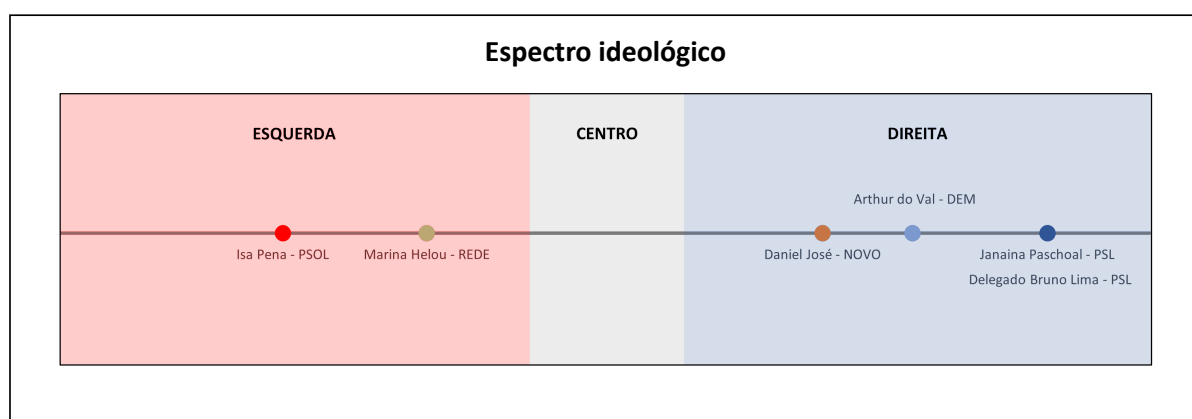 Espectro ideológico
ESQUERDA
CENTRO
DIREITA
Arthur do Val - DEM
Isa Pena - PSOL
Marina Helou - REDE
Daniel José - NOVO
Janaina Paschoal - PSL
Delegado Bruno Lima - PSL